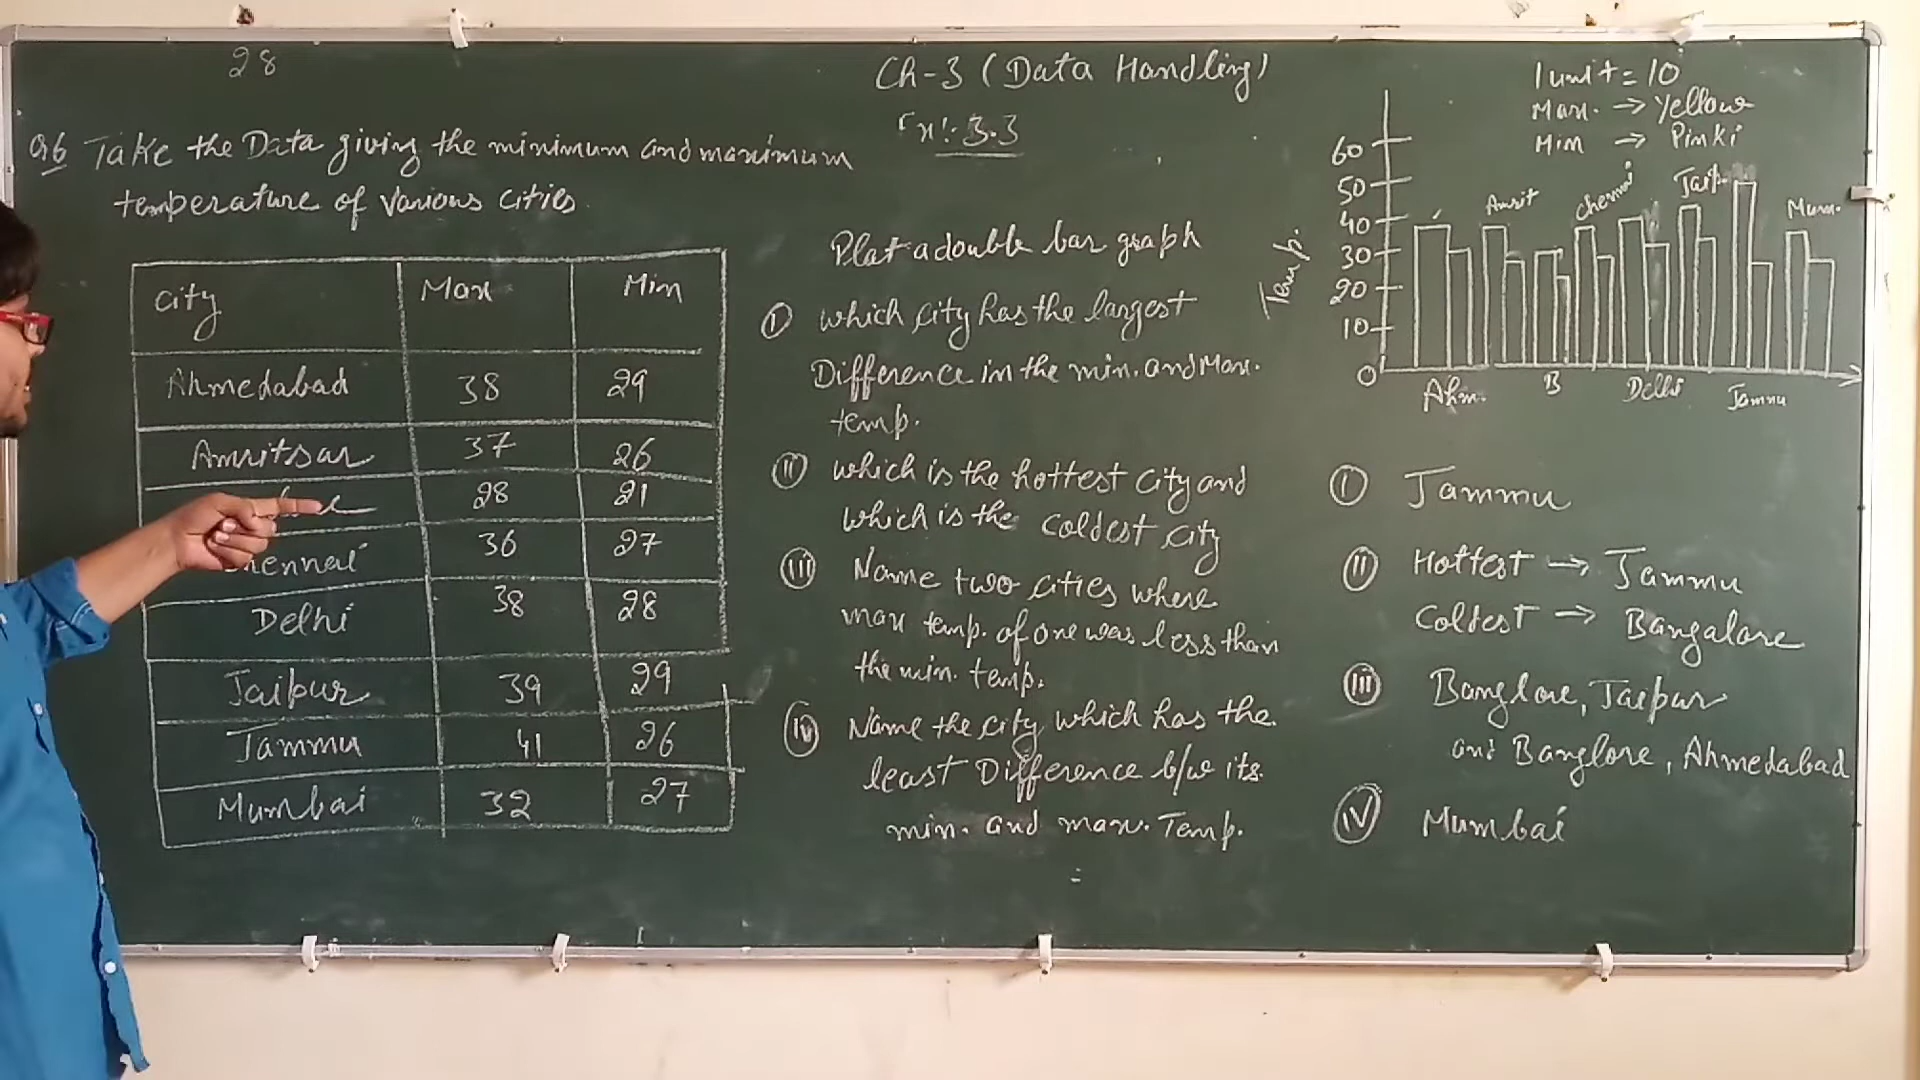 28
Ch-3 (Data Handling)
Ex:- 3.3
Q6 Take the Data giving the minimum and maximum
temperature of various cities.
City Max Min
Ahmedabad 38 29
Amritsar 37 26
28 21
Chennai 36 27
Delhi 38 28
Jaipur 39 29
Jammu 41 26
Mumbai 32 27
Plot a double bar graph
(i) which city has the largest
Difference in the min. and Max.
temp.
(ii) which is the hottest city and
which is the coldest city
(iii) Name two cities where
max temp. of one was less than
the min. temp.
(iv) Name the city which has the
least Difference b/w its
min. and max. Temp.
=
1 unit = 10
Max. → Yellow
Min → Pinki
Temp.
60
50
40
30
20
10
0
Amrit Chennai Jaip. Mum.
Ahm. B Delhi Jammu
(i) Jammu
(ii) Hottest → Jammu
Coldest → Bangalore
(iii) Banglore, Jaipur
and Banglore, Ahmedabad
(iv) Mumbai